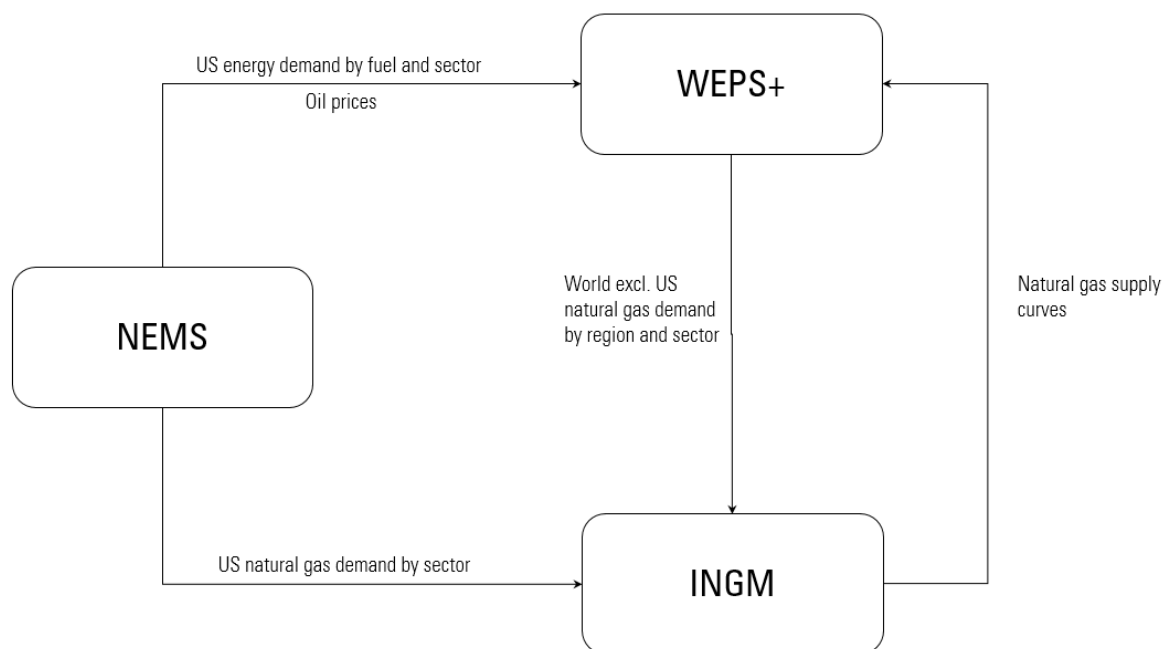 US energy demand by fuel and sector
Oil prices
WEPS+
NEMS
World excl. US
natural gas demand
by region and sector
Natural gas supply
curves
US natural gas demand by sector
INGM